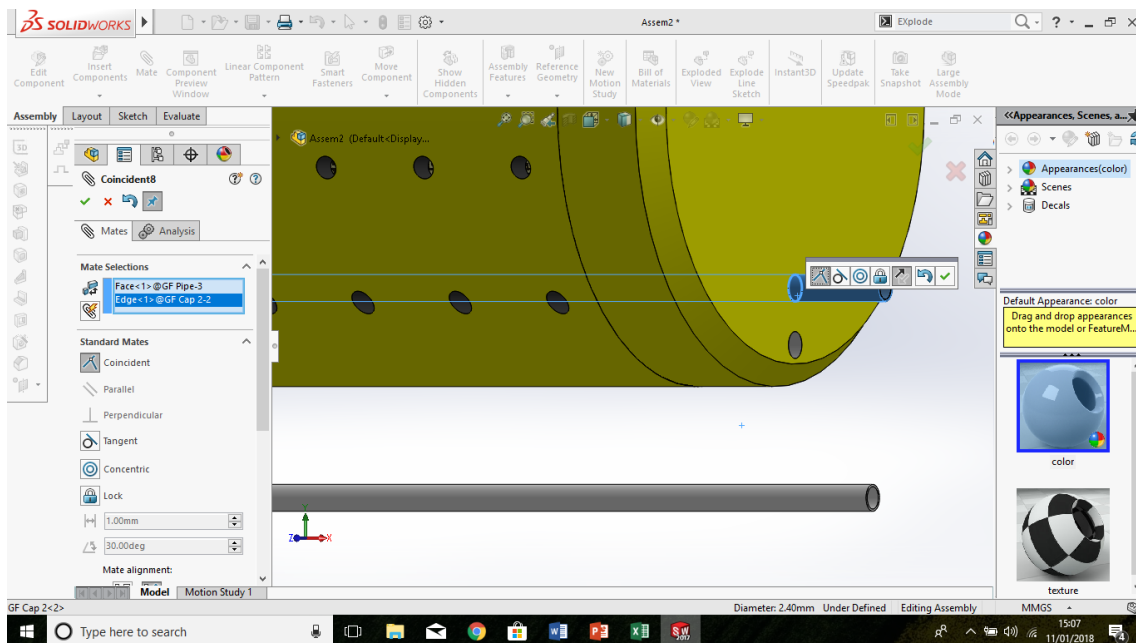 SOLIDWORKS
Assem2 *
EXplode
Edit Component
Insert Components
Mate
Component Preview Window
Linear Component Pattern
Smart Fasteners
Move Component
Show Hidden Components
Assembly Features
Reference Geometry
New Motion Study
Bill of Materials
Exploded View
Explode Line Sketch
Instant3D
Update Speedpak
Take Snapshot
Large Assembly Mode
Assembly Layout Sketch Evaluate
Assem2 (Default<Display...
<<Appearances, Scenes, a...
Appearances(color)
Scenes
Decals
Coincident8
Mates Analysis
Mate Selections
Face<1>@GF Pipe-3
Edge<1>@GF Cap 2-2
Standard Mates
Coincident
Parallel
Perpendicular
Tangent
Concentric
Lock
1.00mm
30.00deg
Mate alignment:
Z X
Default Appearance: color
Drag and drop appearances
onto the model or FeatureM...
color
texture
Model Motion Study 1
GF Cap 2<2>
Diameter: 2.40mm Under Defined Editing Assembly MMGS
Type here to search
15:07
11/01/2018